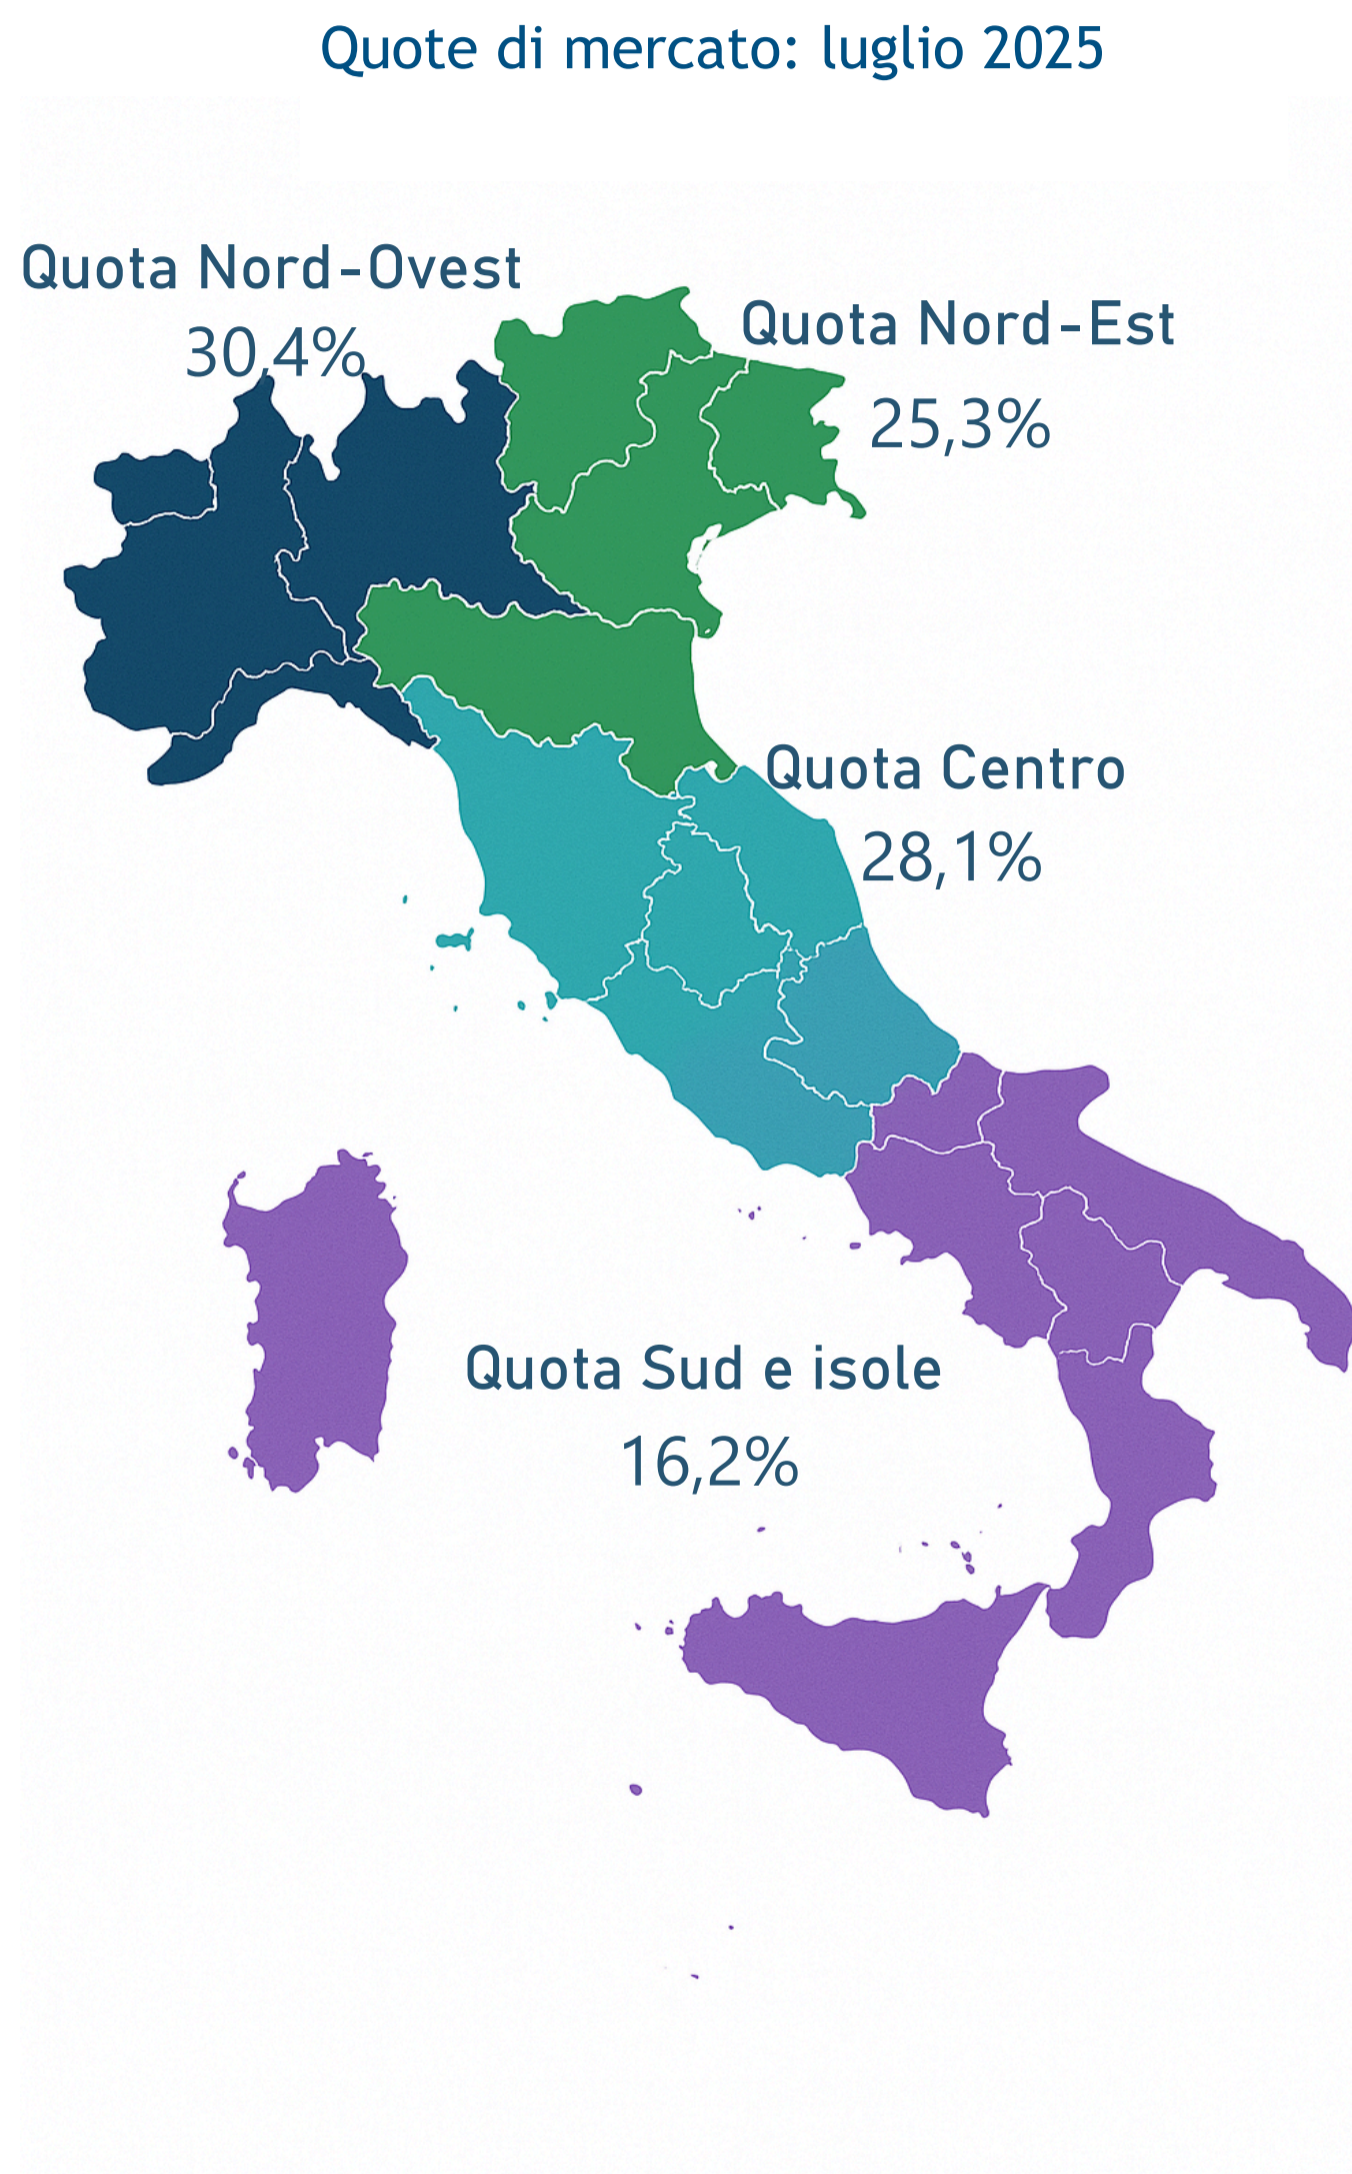 Quote di mercato: luglio 2025
Quota Nord-Ovest
30,4%
Quota Nord-Est
25,3%
Quota Centro
28,1%
Quota Sud e isole
16,2%